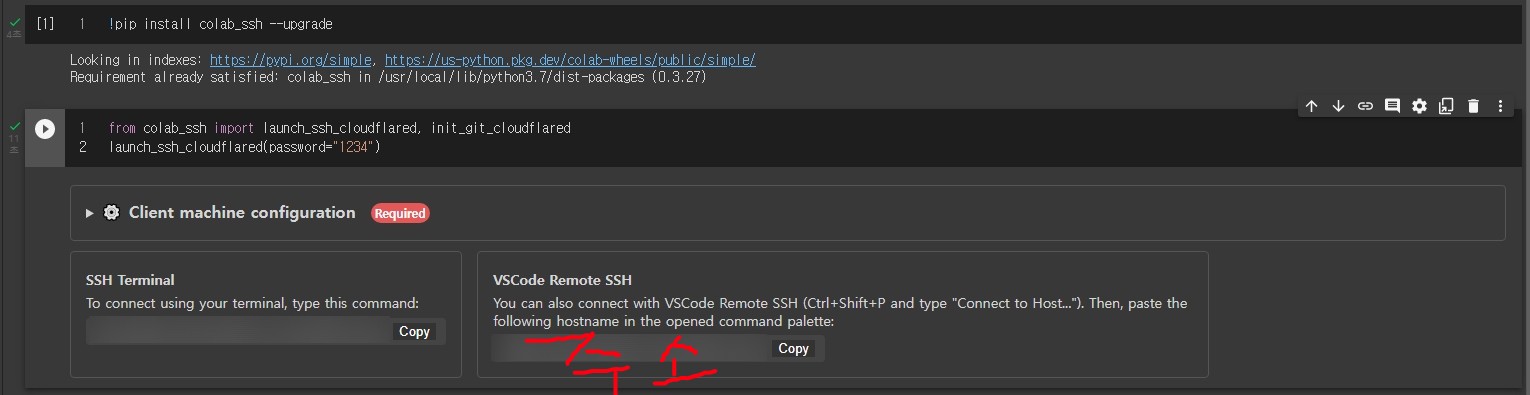 [1] 1 !pip install colab_ssh --upgrade
4초
Looking in indexes: https://pypi.org/simple, https://us-python.pkg.dev/colab-wheels/public/simple/
Requirement already satisfied: colab_ssh in /usr/local/lib/python3.7/dist-packages (0.3.27)
1 from colab_ssh import launch_ssh_cloudflared, init_git_cloudflared
11
초
2 launch_ssh_cloudflared(password="1234")
Client machine configuration Required
SSH Terminal
To connect using your terminal, type this command:
Copy
VSCode Remote SSH
You can also connect with VSCode Remote SSH (Ctrl+Shift+P and type "Connect to Host..."). Then, paste the
following hostname in the opened command palette:
Copy
주소